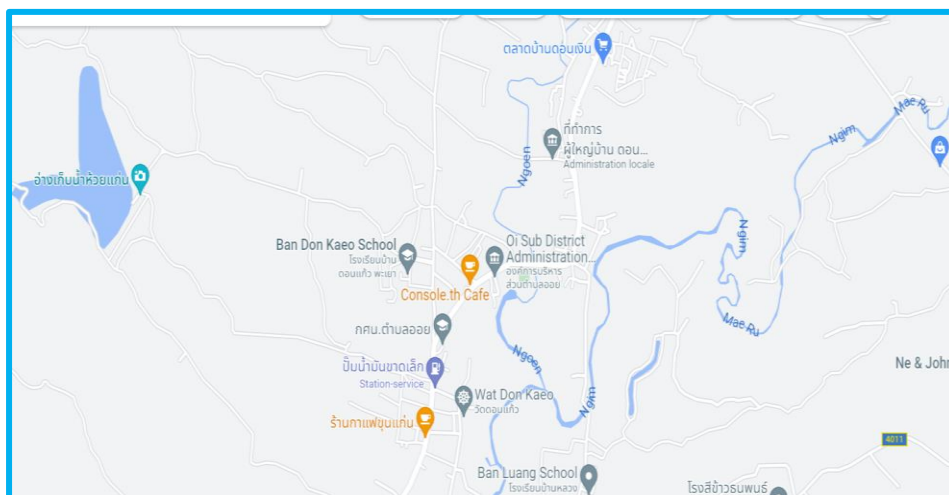 ตลาดบ้านดอนเงิน
Mae Ru
Ngim
ที่ทำการ
ผู้ใหญ่บ้าน ดอน...
Administration locale
Ngoen
อ่างเก็บน้ำห้วยแก่น
Ngim
Ban Don Kaeo School
โรงเรียนบ้าน
ดอนแก้ว พะเยา
Oi Sub District
Administration...
องค์การบริหาร
ส่วนตำบลออย
Console.th Cafe
Mae Ru
กศน.ตำบลออย
Ngoen
ปั๊มน้ำมันขาดเล็ก
Station-service
Ne & John
Wat Don Kaeo
วัดดอนแก้ว
Ngim
ร้านกาแฟขุนแก่น
4011
Ban Luang School
โรงเรียนบ้านหลวง
โรงสีข้าวธนพนธ์